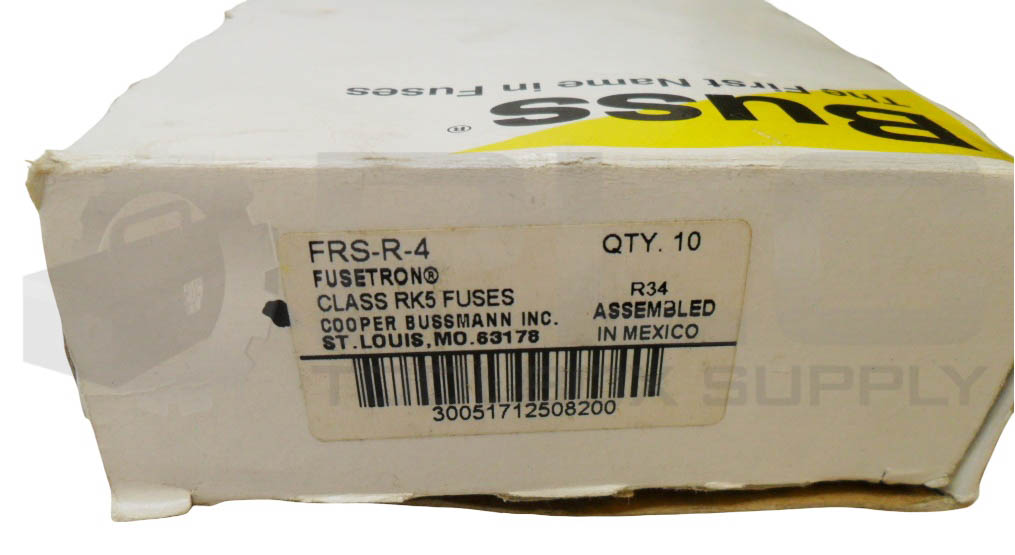 Buss®
The First Name in Fuses
FRS-R-4 QTY. 10
FUSETRON®
CLASS RK5 FUSES R34
COOPER BUSSMANN INC. ASSEMBLED
ST. LOUIS, MO. 63178 IN MEXICO
30051712508200
SUPPLY